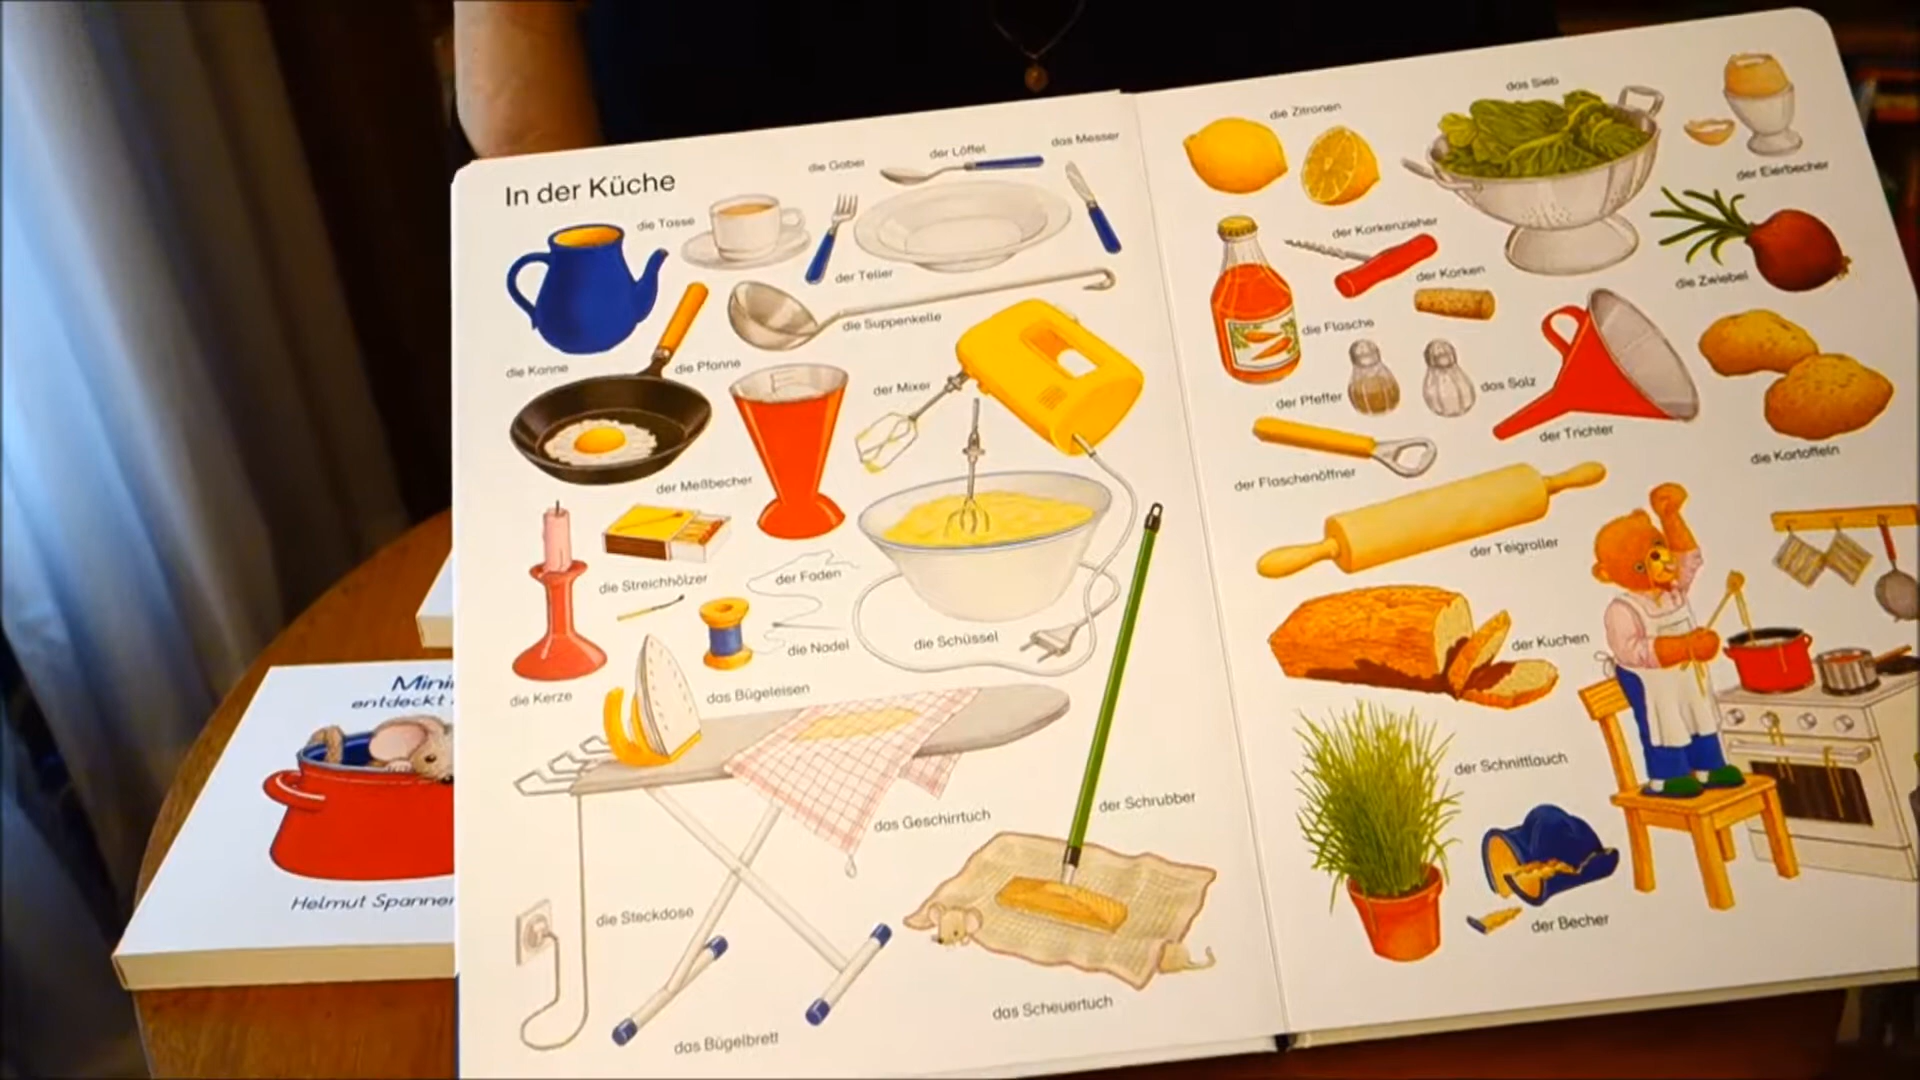 In der Küche
die Gabel
der Löffel
das Messer
die Tasse
der Teller
die Suppenkelle
die Kanne
die Pfanne
der Mixer
der Meßbecher
die Streichhölzer
der Faden
die Nadel
die Schüssel
die Kerze
das Bügeleisen
das Geschirrtuch
der Schrubber
die Steckdose
das Bügelbrett
das Scheuertuch
die Zitronen
das Sieb
der Eierbecher
der Korkenzieher
der Korken
die Zwiebel
die Flasche
der Pfeffer
das Salz
der Trichter
die Kartoffeln
der Flaschenöffner
der Teigroller
der Kuchen
der Schnittlauch
der Becher
Mini
entdeckt
Helmut Spanner